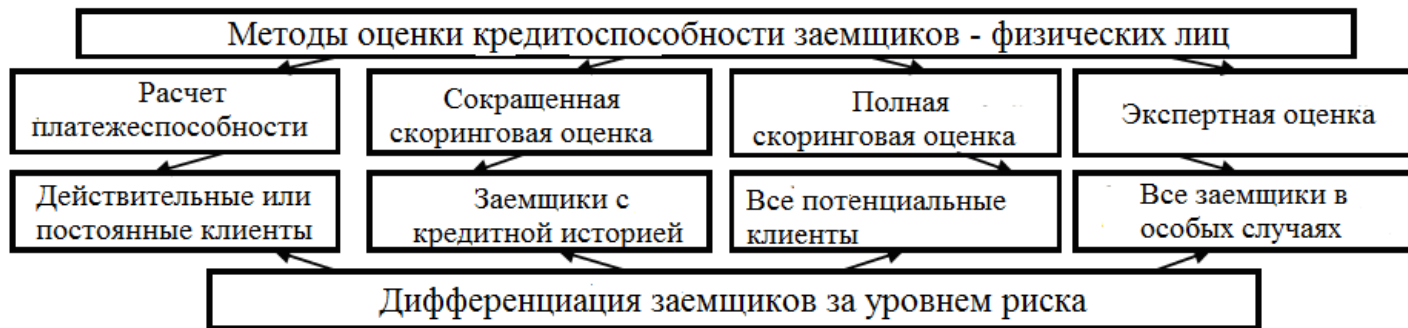 Методы оценки кредитоспособности заемщиков - физических лиц
Расчет
платежеспособности
Сокращенная
скоринговая оценка
Полная
скоринговая оценка
Экспертная оценка
Действительные или
постоянные клиенты
Заемщики с
кредитной историей
Все потенциальные
клиенты
Все заемщики в
особых случаях
Дифференциация заемщиков за уровнем риска